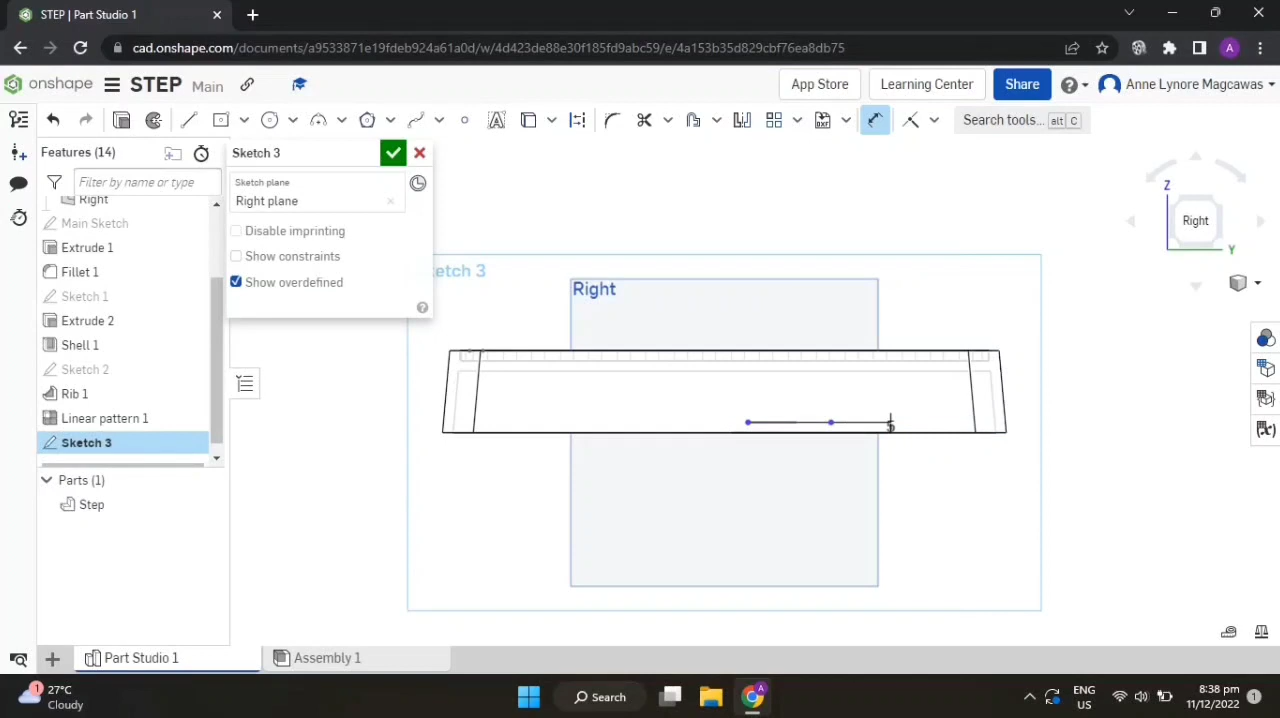 STEP | Part Studio 1
cad.onshape.com/documents/a9533871e19fdeb924a61a0d/w/4d423de88e30f185fd9abc59/e/4a153b35d829cbf76ea8db75
A
onshape STEP Main
App Store
Learning Center
Share
Anne Lynore Magcawas
Search tools... alt C
Features (14)
Filter by name or type
Right
Main Sketch
Extrude 1
Fillet 1
Sketch 1
Extrude 2
Shell 1
Sketch 2
Rib 1
Linear pattern 1
Sketch 3
Parts (1)
Step
Sketch 3
Sketch plane
Right plane
Disable imprinting
Show constraints
Show overdefined
etch 3
Right
5
Z
Right
Y
Part Studio 1
Assembly 1
1
27°C
Cloudy
Search
A
ENG
US
8:38 pm
11/12/2022
1